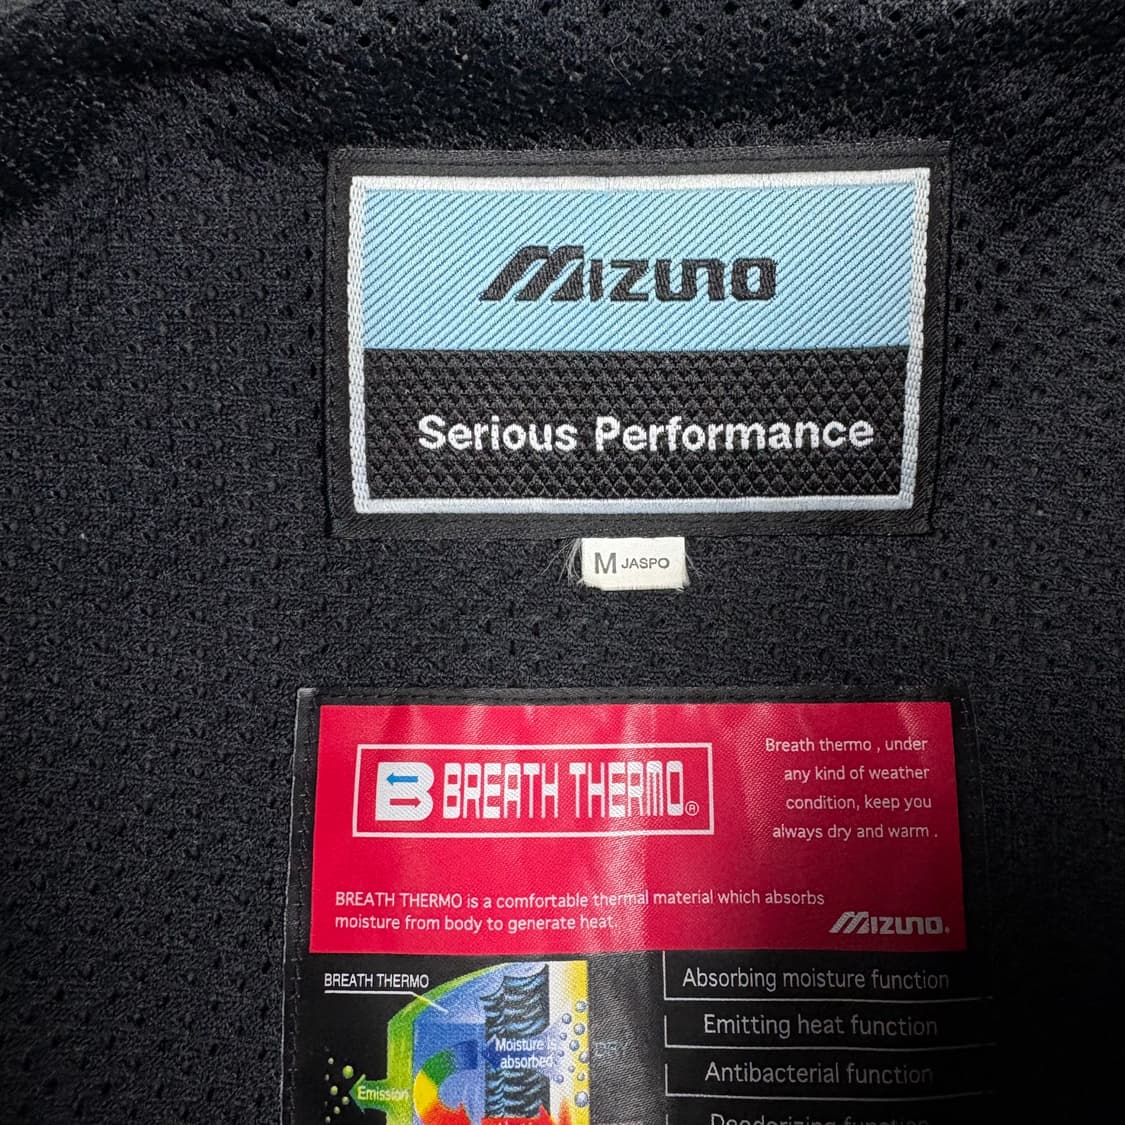 MIZUNO
Serious Performance
M JASPO
B BREATH THERMO®
Breath thermo , under
any kind of weather
condition, keep you
always dry and warm .
BREATH THERMO is a comfortable thermal material which absorbs
moisture from body to generate heat.
MIZUNO®
BREATH THERMO
Moisture is
absorbed.
Emission
Absorbing moisture function
Emitting heat function
Antibacterial function
Deodorizing function